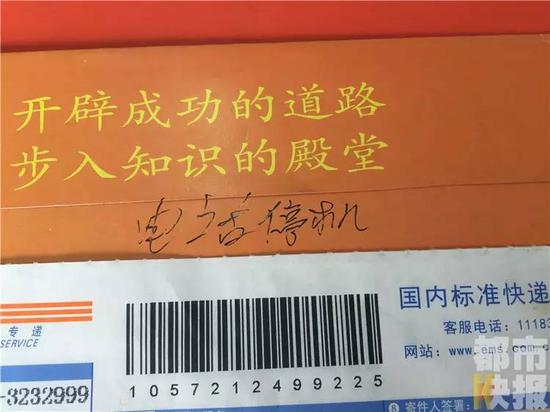 开辟成功的道路
步入知识的殿堂
电话停机
国内标准快递
客服电话：11183
网址：www.ems.com.c
专递
SERVICE
-3232999
1057212499225
寄件人签署
都市
快报